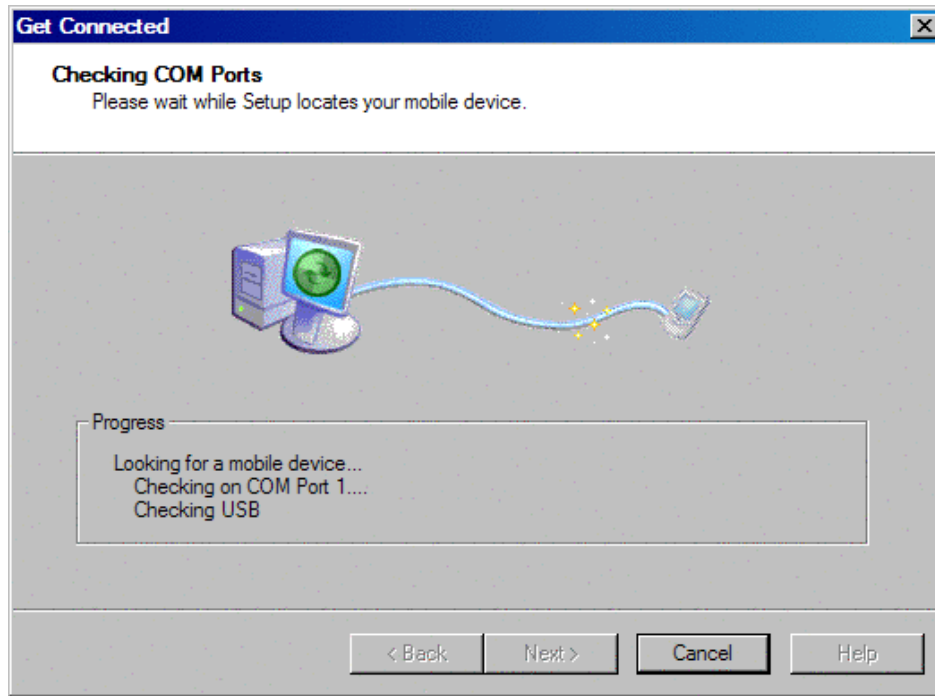 Get Connected
Checking COM Ports
Please wait while Setup locates your mobile device.
Progress
Looking for a mobile device...
Checking on COM Port 1....
Checking USB
< Back
Next >
Cancel
Help